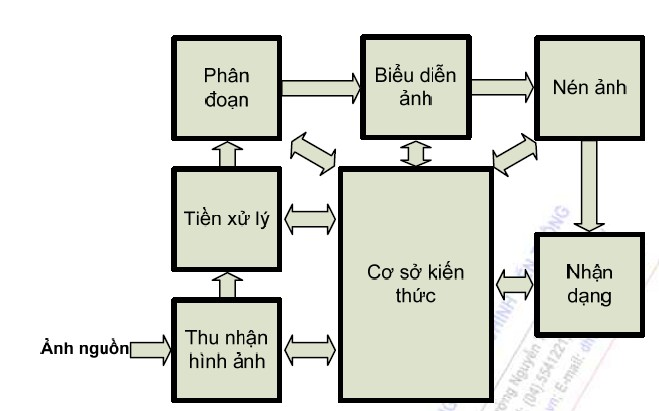 Phân
đoạn
Biểu diễn
ảnh
Nén ảnh
Tiền xử lý
Cơ sở kiến
thức
Nhận
dạng
Ảnh nguồn
Thu nhận
hình ảnh